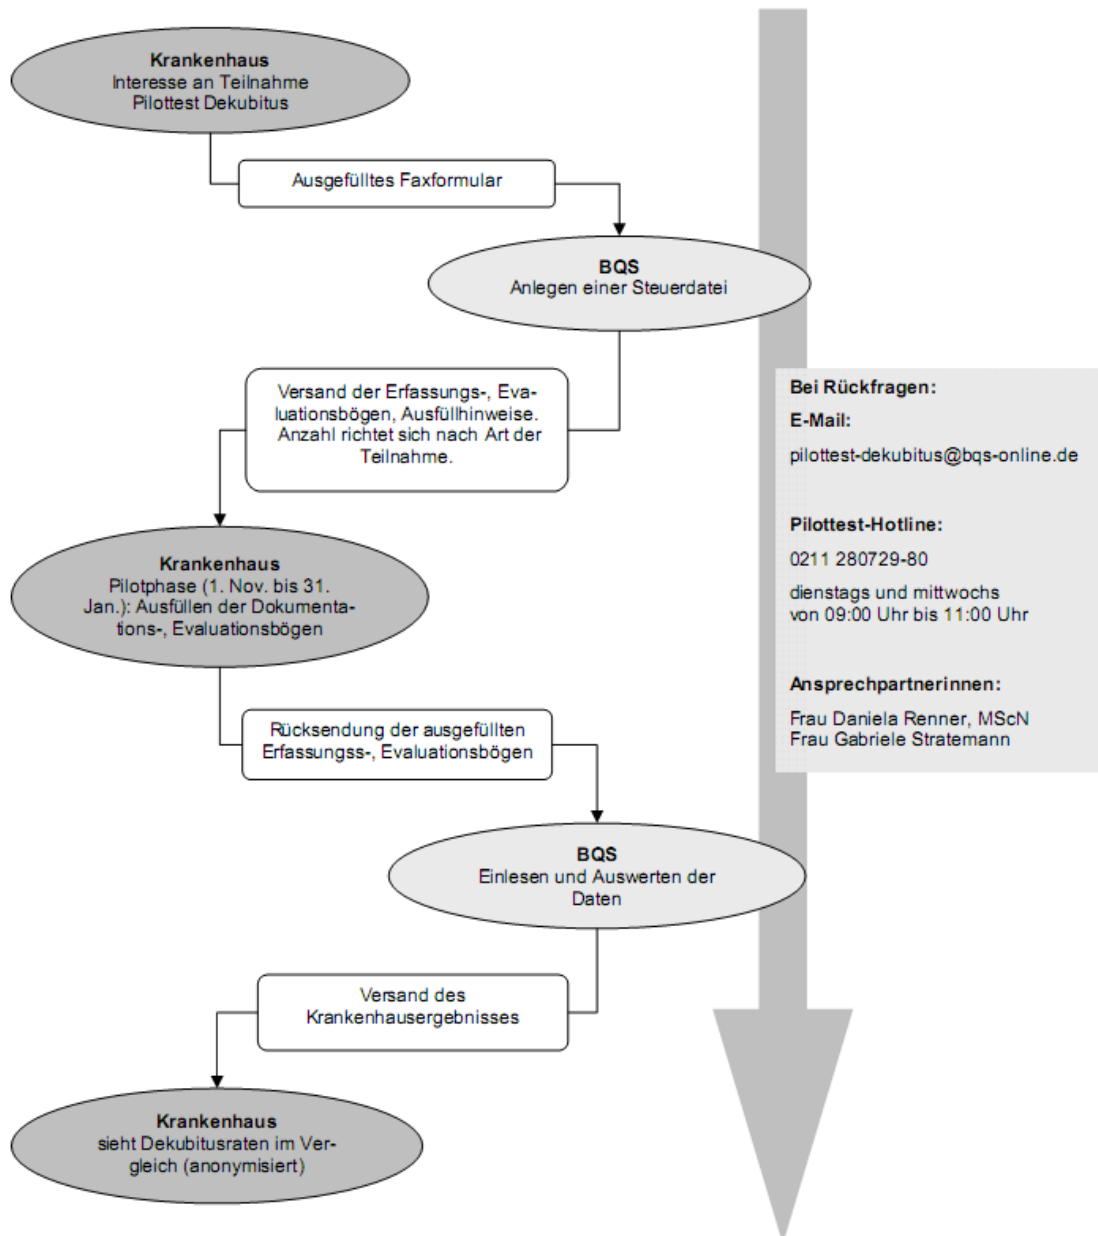 Krankenhaus
Interesse an Teilnahme
Pilottest Dekubitus
Ausgefülltes Faxformular
BQS
Anlegen einer Steuerdatei
Versand der Erfassungs-, Eva-
luationsbögen, Ausfüllhinweise.
Anzahl richtet sich nach Art der
Teilnahme.
Krankenhaus
Pilotphase (1. Nov. bis 31.
Jan.): Ausfüllen der Dokumenta-
tions-, Evaluationsbögen
Rücksendung der ausgefüllten
Erfassungss-, Evaluationsbögen
BQS
Einlesen und Auswerten der
Daten
Versand des
Krankenhausergebnisses
Krankenhaus
sieht Dekubitusraten im Ver-
gleich (anonymisiert)
Bei Rückfragen:
E-Mail:
pilottest-dekubitus@bqs-online.de
Pilottest-Hotline:
0211 280729-80
dienstags und mittwochs
von 09:00 Uhr bis 11:00 Uhr
Ansprechpartnerinnen:
Frau Daniela Renner, MScN
Frau Gabriele Stratemann